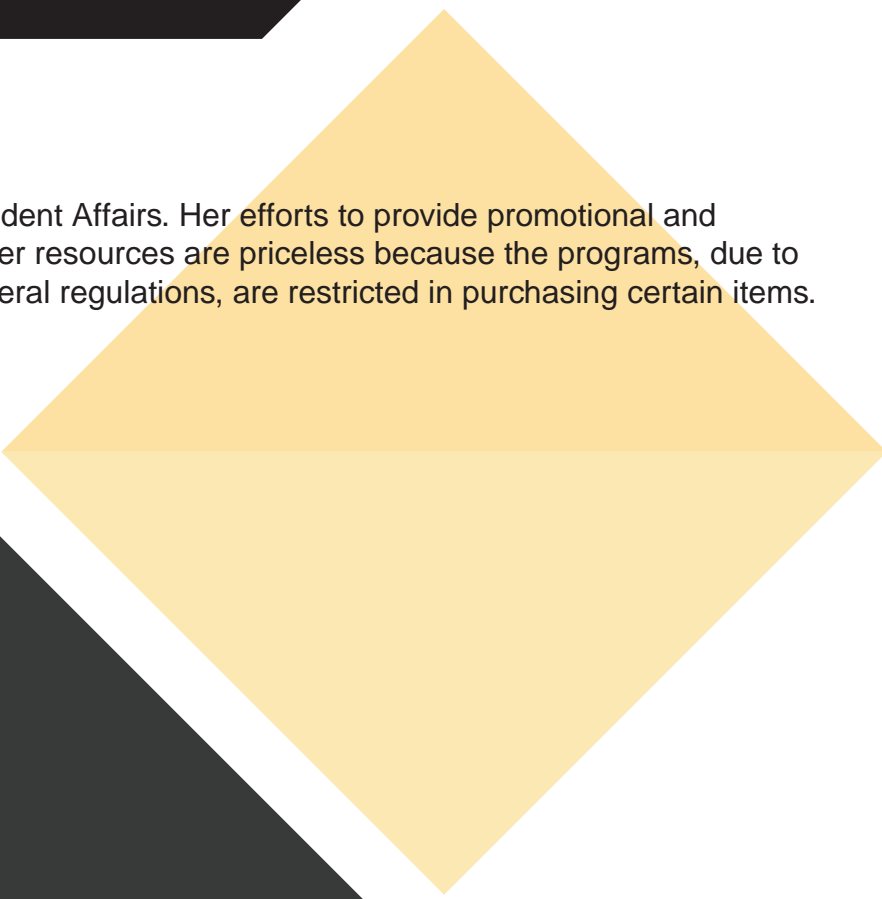 dent Affairs. Her efforts to provide promotional and
er resources are priceless because the programs, due to
eral regulations, are restricted in purchasing certain items.